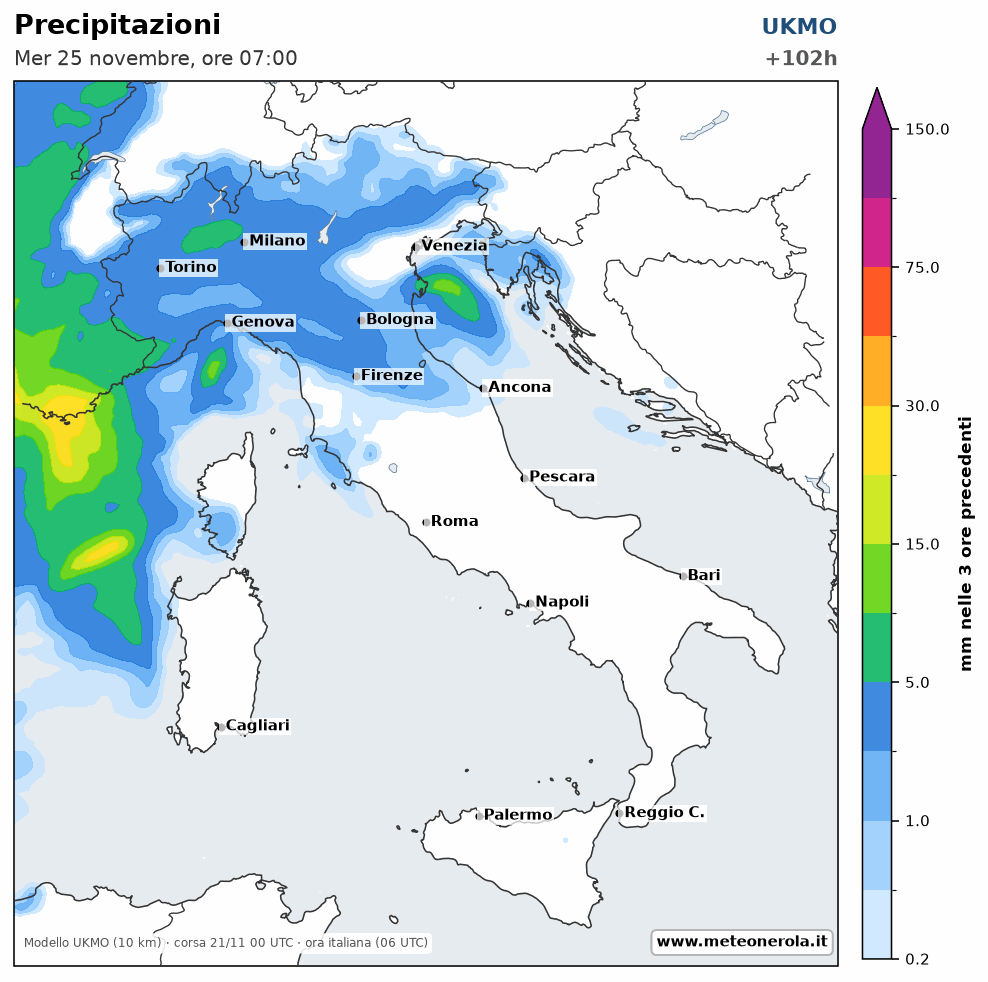 Precipitazioni
UKMO
Mer 25 novembre, ore 07:00
+102h
150.0
75.0
30.0
15.0
5.0
1.0
0.2
mm nelle 3 ore precedenti
Milano
Venezia
Torino
Genova
Bologna
Firenze
Ancona
Pescara
Roma
Bari
Napoli
Cagliari
Palermo
Reggio C.
Modello UKMO (10 km) · corsa 21/11 00 UTC · ora italiana (06 UTC)
www.meteonerola.it